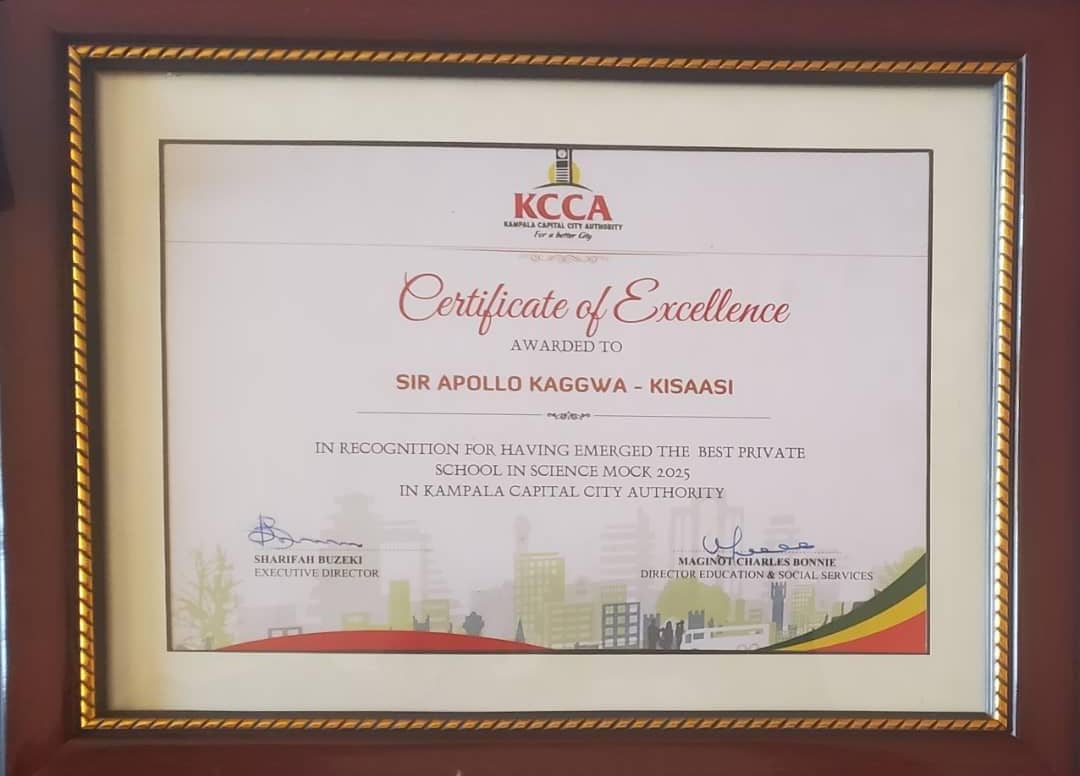 KCCA
KAMPALA CAPITAL CITY AUTHORITY
For a better City
Certificate of Excellence
AWARDED TO
SIR APOLLO KAGGWA - KISAASI
IN RECOGNITION FOR HAVING EMERGED THE BEST PRIVATE
SCHOOL IN SCIENCE MOCK 2025
IN KAMPALA CAPITAL CITY AUTHORITY
SHARIFAH BUZEKI
EXECUTIVE DIRECTOR
MAGINOT CHARLES BONNIE
DIRECTOR EDUCATION & SOCIAL SERVICES